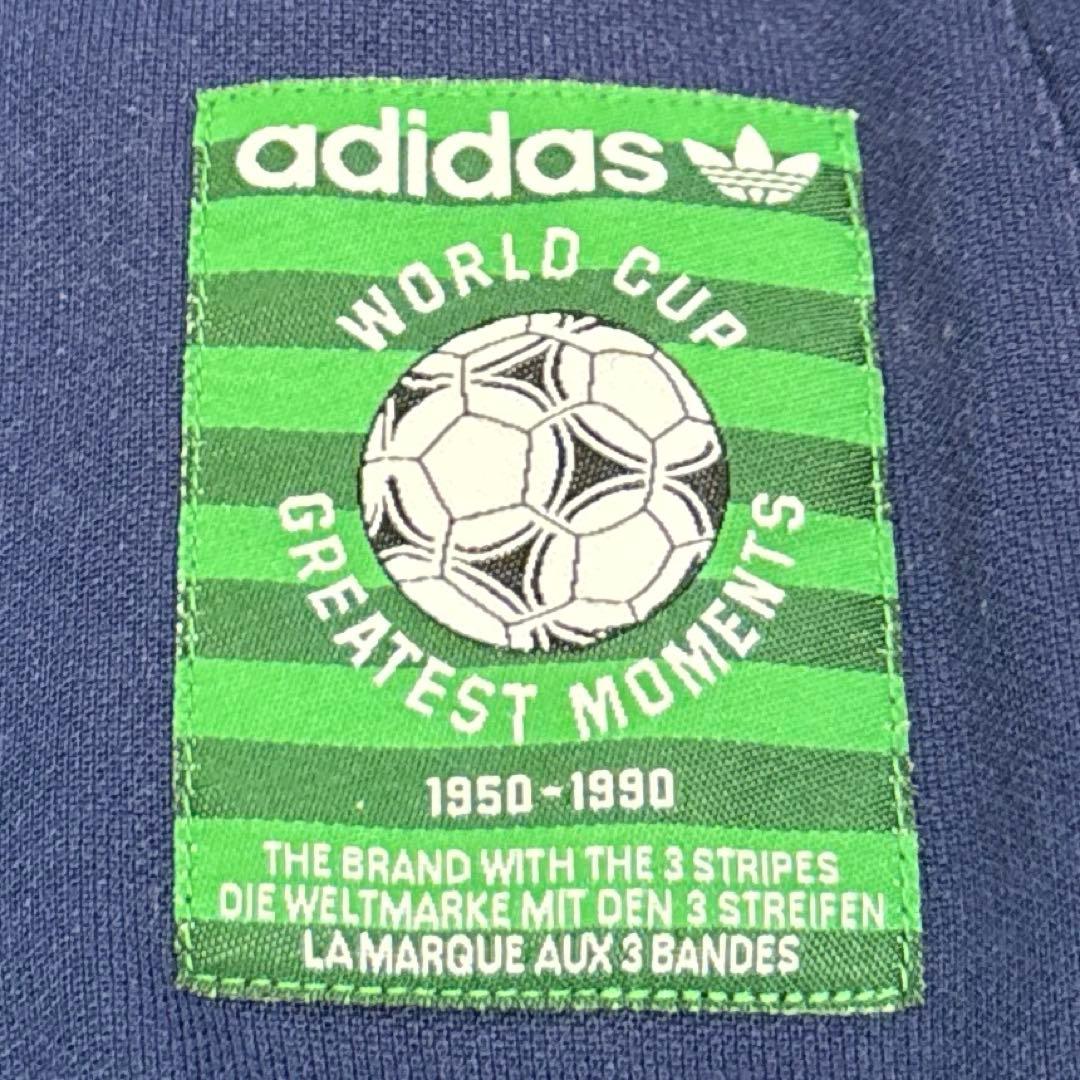 adidas
WORLD CUP
GREATEST MOMENTS
1950-1990
THE BRAND WITH THE 3 STRIPES
DIE WELTMARKE MIT DEN 3 STREIFEN
LA MARQUE AUX 3 BANDES